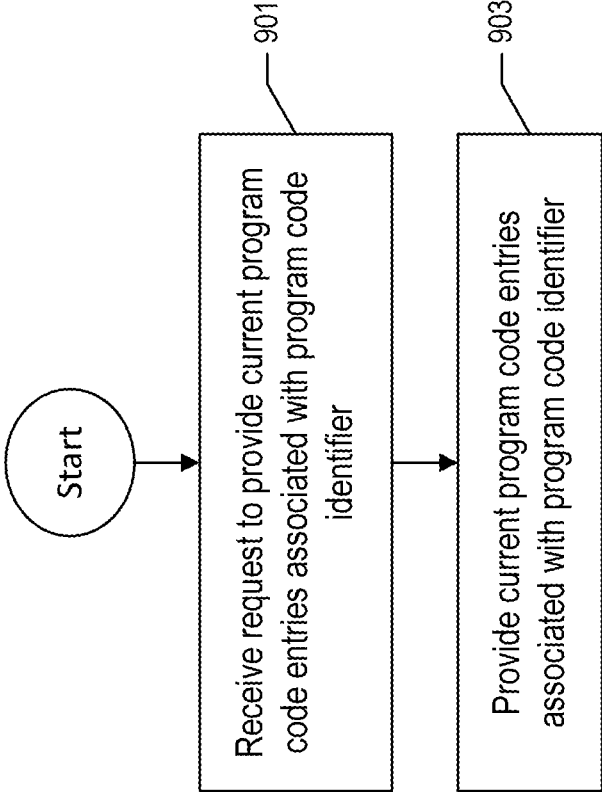 Start
901
Receive request to provide current program
code entries associated with program code
identifier
903
Provide current program code entries
associated with program code identifier